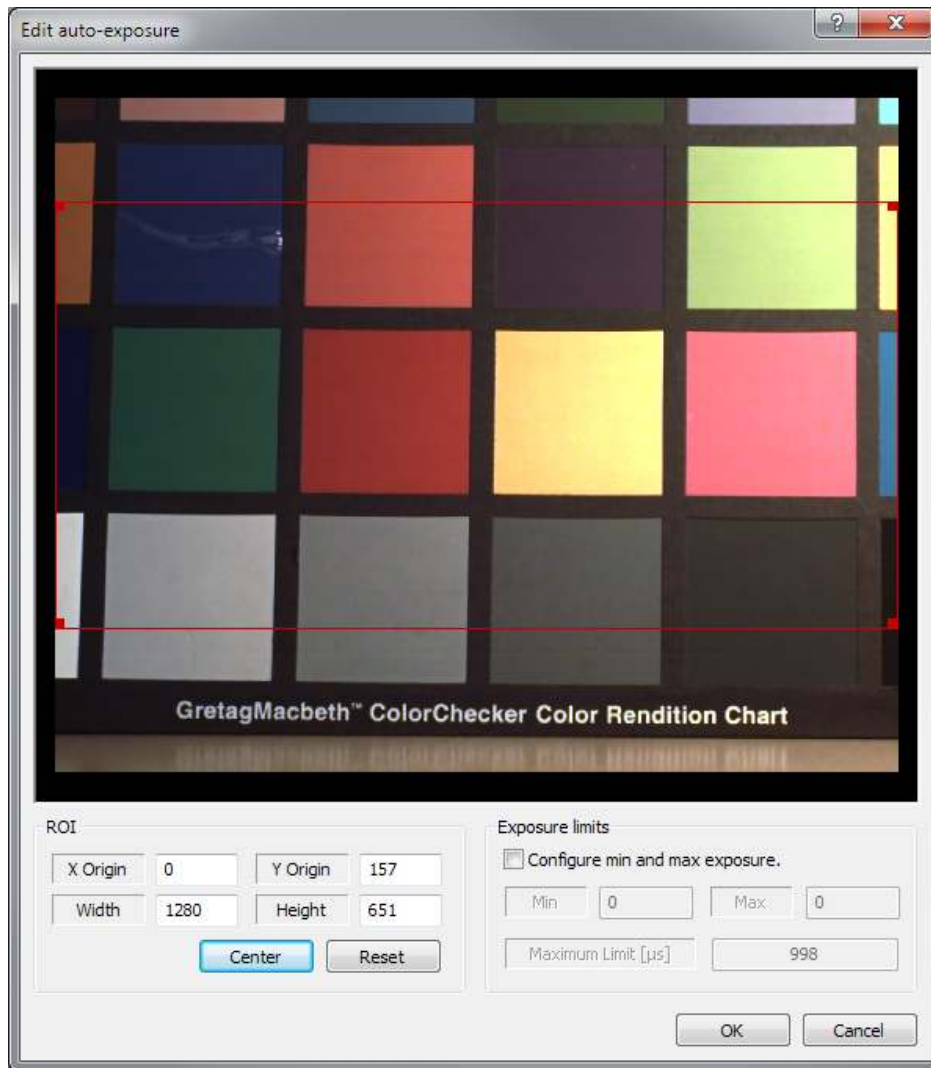 Edit auto-exposure
?
GretagMacbeth™ ColorChecker Color Rendition Chart
ROI
X Origin 0 Y Origin 157
Width 1280 Height 651
Center Reset
Exposure limits
Configure min and max exposure.
Min 0 Max 0
Maximum Limit [µs] 998
OK Cancel